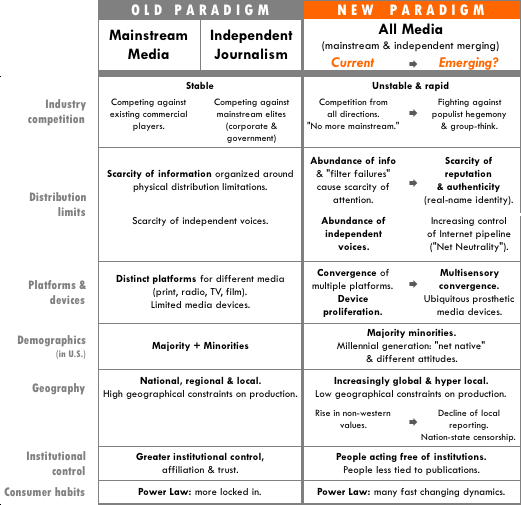 OLD PARADIGM
NEW PARADIGM
Mainstream
Media
Independent
Journalism
All Media
(mainstream & independent merging)
Current
Emerging?
Industry
competition
Stable
Competing against
existing commercial
players.
Competing against
mainstream elites
(corporate &
government)
Unstable & rapid
Competition from
all directions.
"No more mainstream."
Fighting against
populist hegemony
& group-think.
Distribution
limits
Scarcity of information organized around
physical distribution limitations.
Scarcity of independent voices.
Abundance of info
& "filter failures"
cause scarcity of
attention.
Scarcity of
reputation
& authenticity
(real-name identity).
Abundance of
independent
voices.
Increasing control
of Internet pipeline
("Net Neutrality").
Platforms &
devices
Distinct platforms for different media
(print, radio, TV, film).
Limited media devices.
Convergence of
multiple platforms.
Device
proliferation.
Multisensory
convergence.
Ubiquitous prosthetic
media devices.
Demographics
(in U.S.)
Majority + Minorities
Majority minorities.
Millennial generation: "net native"
& different attitudes.
Geography
National, regional & local.
High geographical constraints on production.
Increasingly global & hyper local.
Low geographical constraints on production.
Rise in non-western
values.
Decline of local
reporting.
Nation-state censorship.
Institutional
control
Greater institutional control,
affiliation & trust.
People acting free of institutions.
People less tied to publications.
Consumer habits
Power Law: more locked in.
Power Law: many fast changing dynamics.